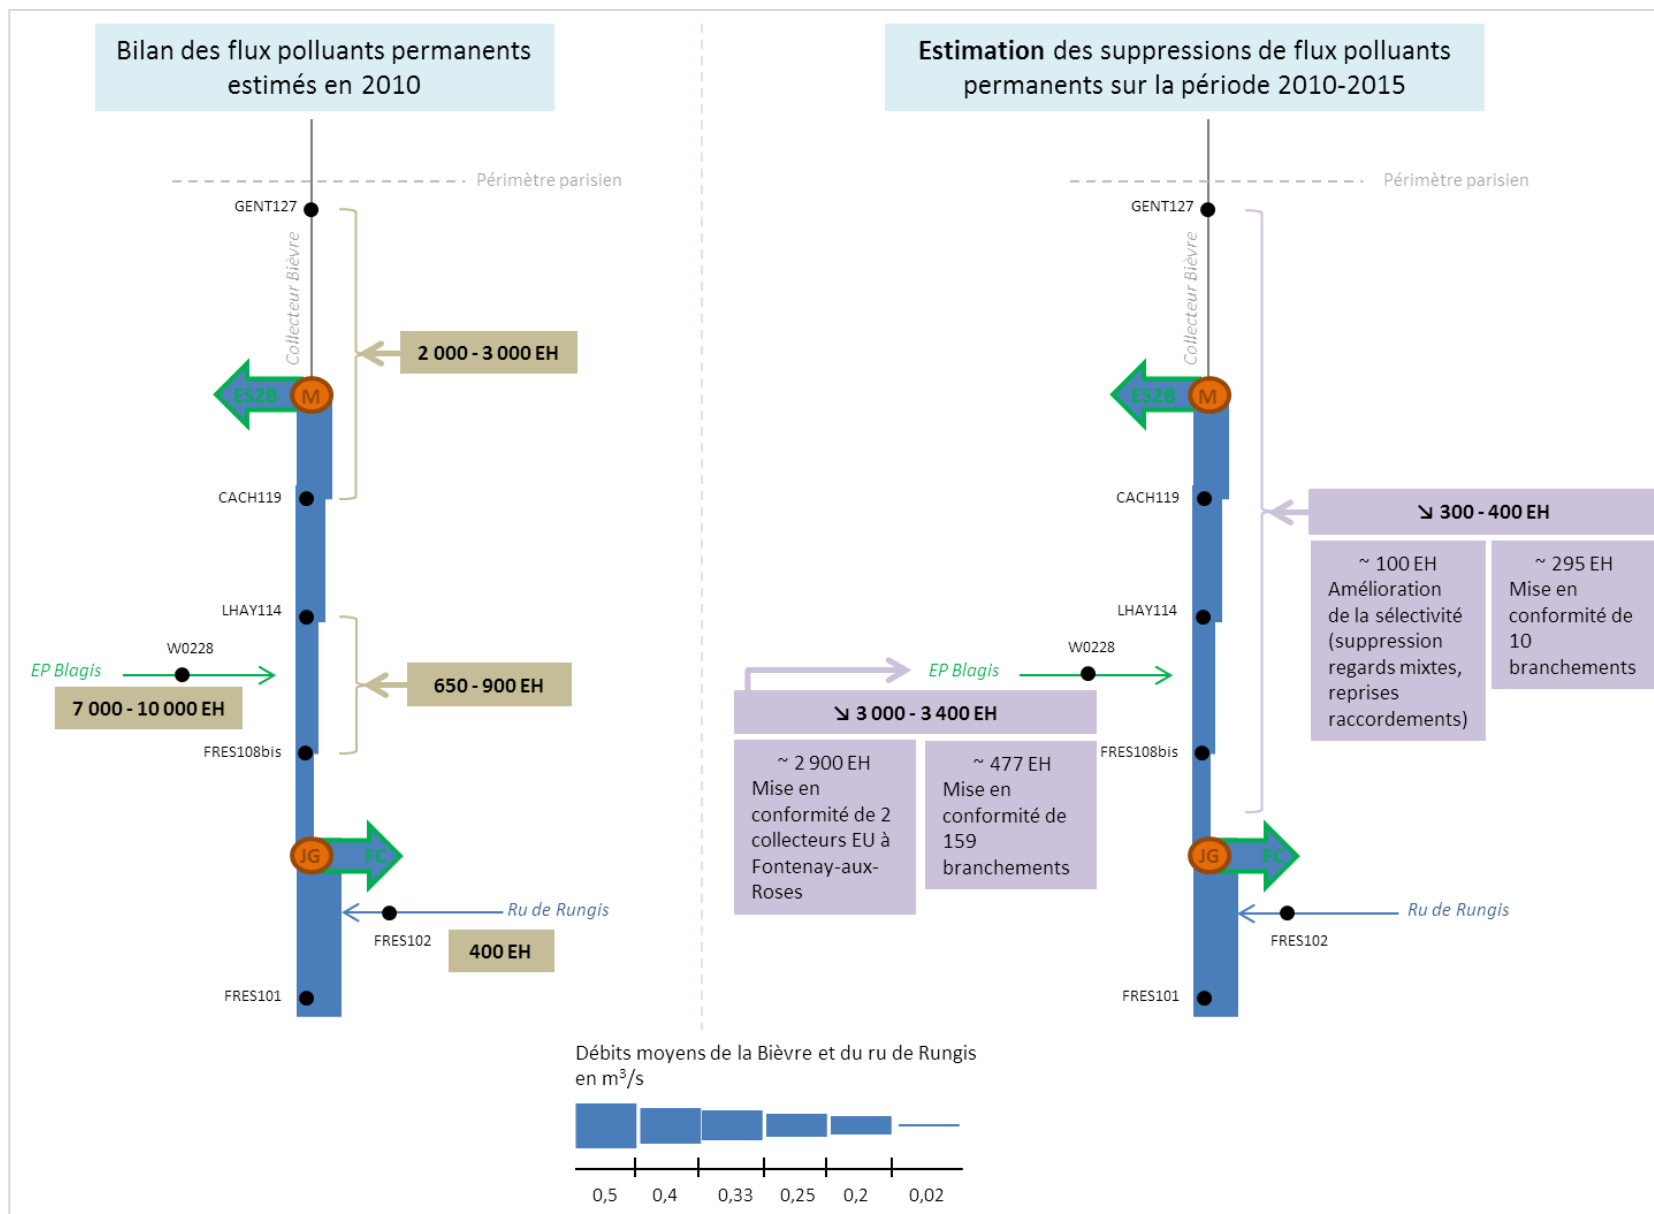 Bilan des flux polluants permanents
estimés en 2010
Périmètre parisien
GENT127
Collecteur Bièvre
2 000 - 3 000 EH
ES2B
M
CACH119
LHAY114
W0228
EP Blagis
7 000 - 10 000 EH
650 - 900 EH
FRES108bis
JG
FC
Ru de Rungis
FRES102
400 EH
FRES101
Estimation des suppressions de flux polluants
permanents sur la période 2010-2015
Périmètre parisien
GENT127
Collecteur Bièvre
ES2B
M
CACH119
↘ 300 - 400 EH
~ 100 EH
Amélioration
de la sélectivité
(suppression
regards mixtes,
reprises
raccordements)
~ 295 EH
Mise en
conformité de
10
branchements
LHAY114
W0228
EP Blagis
↘ 3 000 - 3 400 EH
~ 2 900 EH
Mise en
conformité de 2
collecteurs EU à
Fontenay-aux-
Roses
~ 477 EH
Mise en
conformité de
159
branchements
FRES108bis
JG
FC
Ru de Rungis
FRES102
FRES101
Débits moyens de la Bièvre et du ru de Rungis
en m³/s
0,5 0,4 0,33 0,25 0,2 0,02